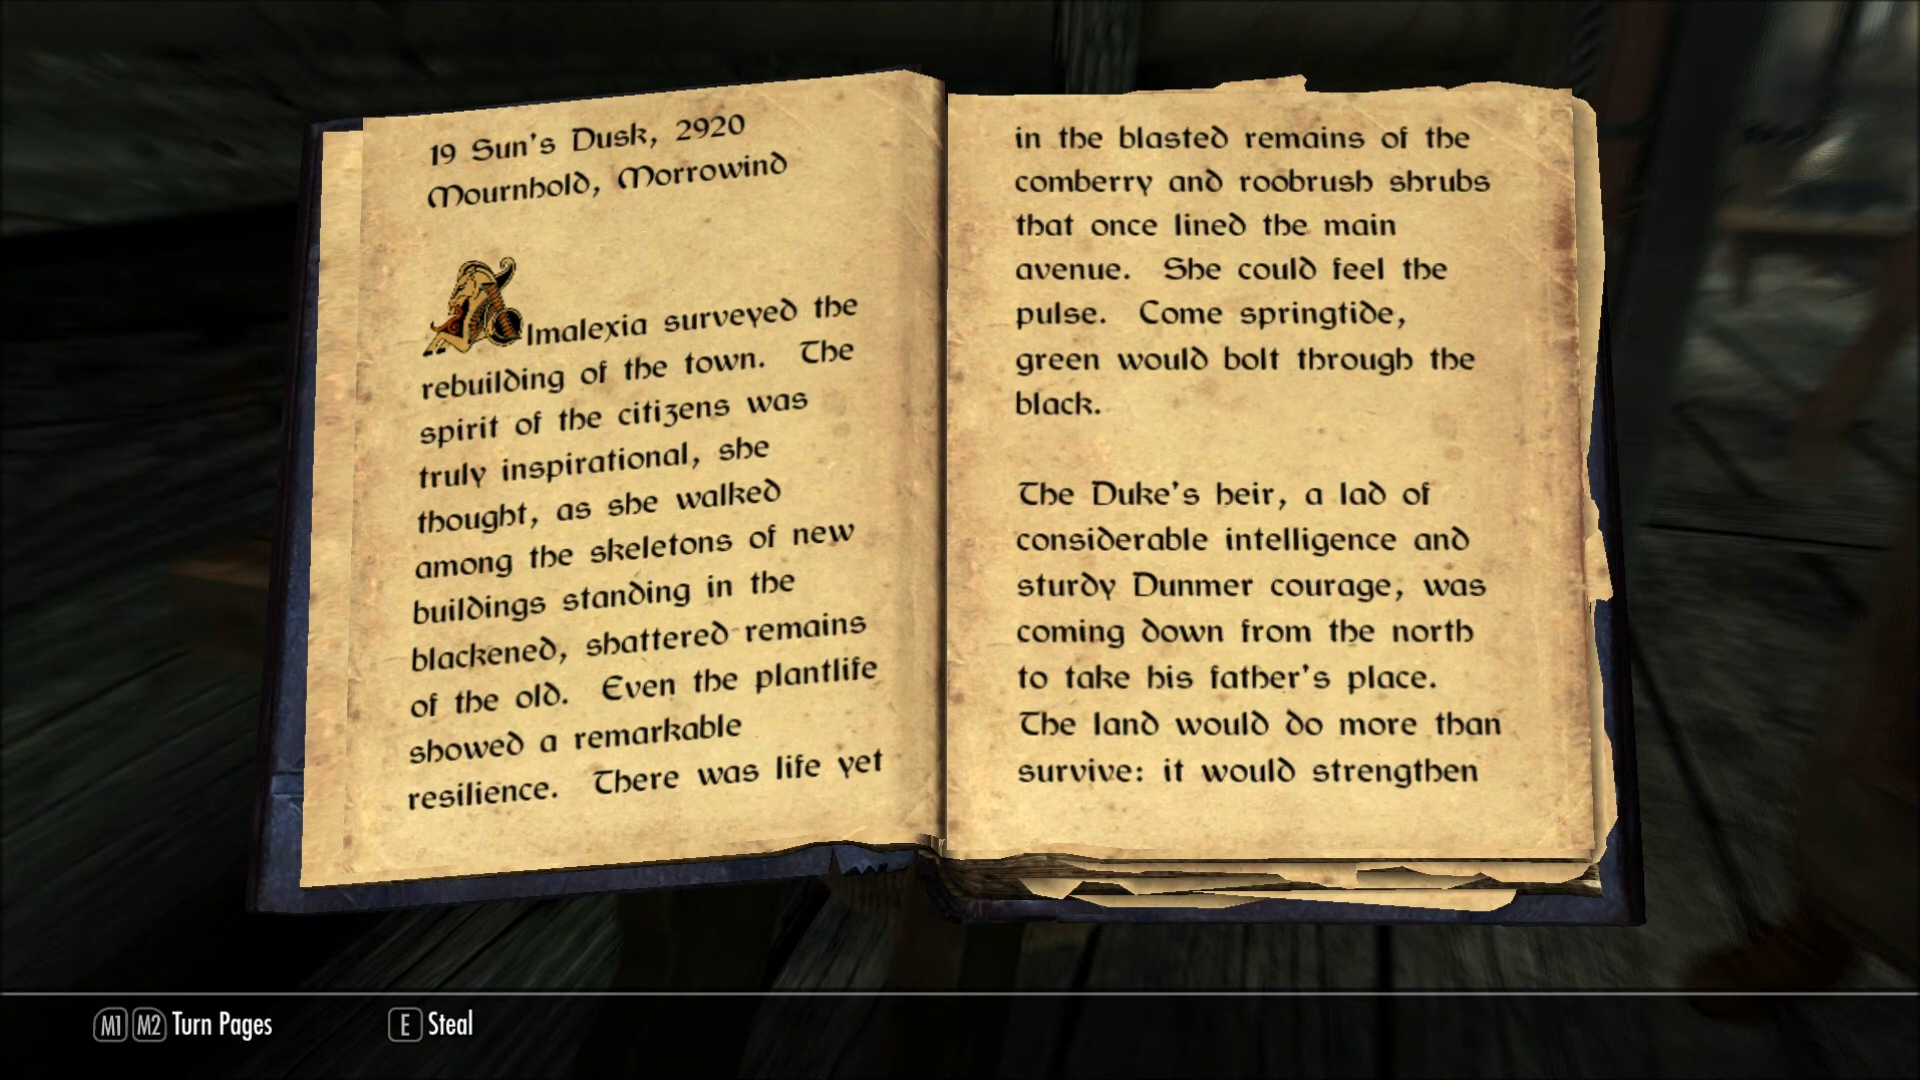 19 Sun's Dusk, 2920
Mournhold, Morrowind
Almalexia surveyed the
rebuilding of the town. The
spirit of the citizens was
truly inspirational, she
thought, as she walked
among the skeletons of new
buildings standing in the
blackened, shattered remains
of the old. Even the plantlife
showed a remarkable
resilience. There was life yet
in the blasted remains of the
comberry and roobrush shrubs
that once lined the main
avenue. She could feel the
pulse. Come springtide,
green would bolt through the
black.
The Duke's heir, a lad of
considerable intelligence and
sturdy Dunmer courage, was
coming down from the north
to take his father's place.
The land would do more than
survive: it would strengthen
M1 M2 Turn Pages
E Steal